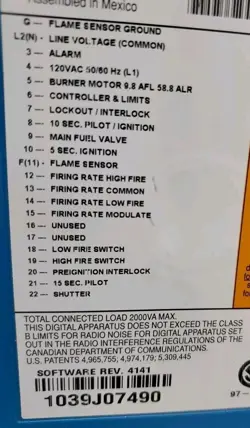 Assembled in Mexico
G — FLAME SENSOR GROUND
L2(N) - LINE VOLTAGE (COMMON)
3 — ALARM
4 — 120VAC 50/60 Hz (L1)
5 — BURNER MOTOR 9.8 AFL 58.8 ALR
6 — CONTROLLER & LIMITS
7 — LOCKOUT / INTERLOCK
8 — 10 SEC. PILOT / IGNITION
9 — MAIN FUEL VALVE
10 — 5 SEC. IGNITION
F(11) - FLAME SENSOR
12 — FIRING RATE HIGH FIRE
13 — FIRING RATE COMMON
14 — FIRING RATE LOW FIRE
15 — FIRING RATE MODULATE
16 — UNUSED
17 — UNUSED
18 — LOW FIRE SWITCH
19 — HIGH FIRE SWITCH
20 — PREIGNITION INTERLOCK
21 — 15 SEC. PILOT
22 — SHUTTER
TOTAL CONNECTED LOAD 2000VA MAX.
THIS DIGITAL APPARATUS DOES NOT EXCEED THE CLASS
B LIMITS FOR RADIO NOISE FOR DIGITAL APPARATUS SET
OUT IN THE RADIO INTERFERENCE REGULATIONS OF THE
CANADIAN DEPARTMENT OF COMMUNICATIONS.
U.S. PATENTS 4,965,755, 4,974,179; 5,309,445
SOFTWARE REV. 4141
1039J07490
97 –